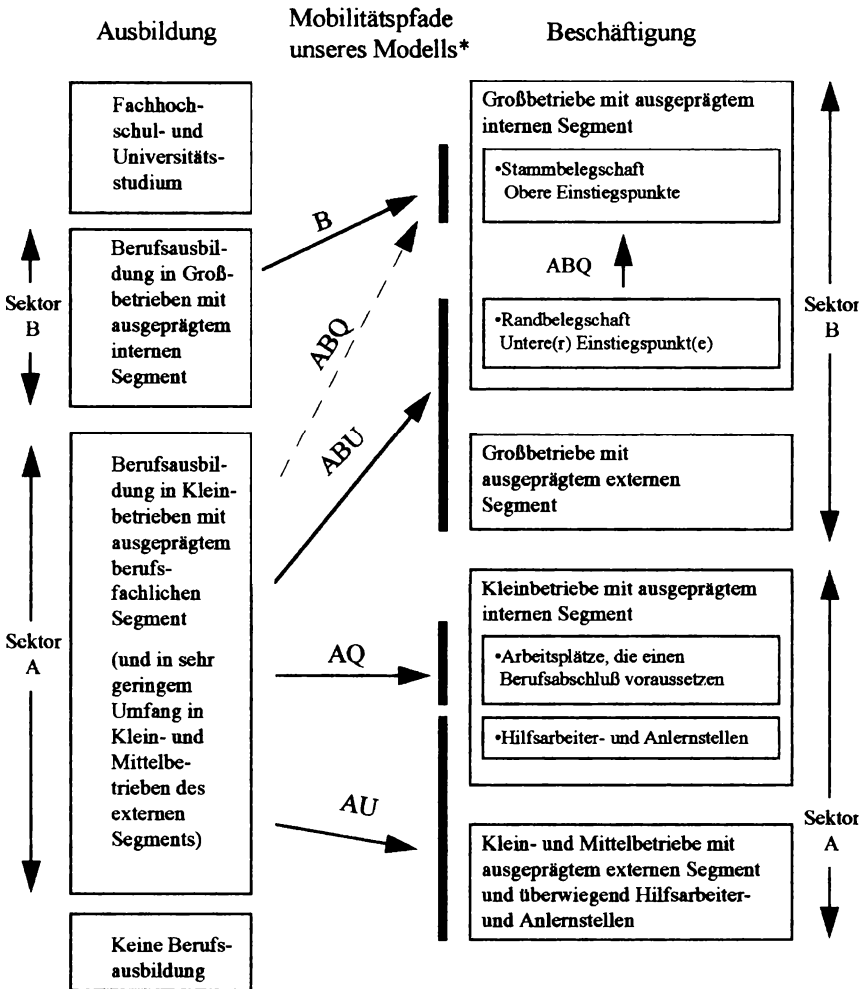 Ausbildung
Mobilitätspfade
unseres Modells*
Beschäftigung
Fachhoch-
schul- und
Universitäts-
studium
Sektor
B
Berufsausbil-
dung in Groß-
betrieben mit
ausgeprägtem
internen
Segment
Sektor
A
Berufsausbil-
dung in Klein-
betrieben mit
ausgeprägtem
berufs-
fachlichen
Segment
(und in sehr
geringem
Umfang in
Klein- und
Mittelbe-
trieben des
externen
Segments)
Keine Berufs-
ausbildung
B
ABQ
ABU
AQ
AU
Großbetriebe mit ausgeprägtem
internen Segment
•Stammbelegschaft
Obere Einstiegspunkte
ABQ
•Randbelegschaft
Untere(r) Einstiegspunkt(e)
Großbetriebe mit
ausgeprägtem externen
Segment
Sektor
B
Kleinbetriebe mit ausgeprägtem
internen Segment
•Arbeitsplätze, die einen
Berufsabschluß voraussetzen
•Hilfsarbeiter- und Anlernstellen
Klein- und Mittelbetriebe mit
ausgeprägtem externen Segment
und überwiegend Hilfsarbeiter-
und Anlernstellen
Sektor
A